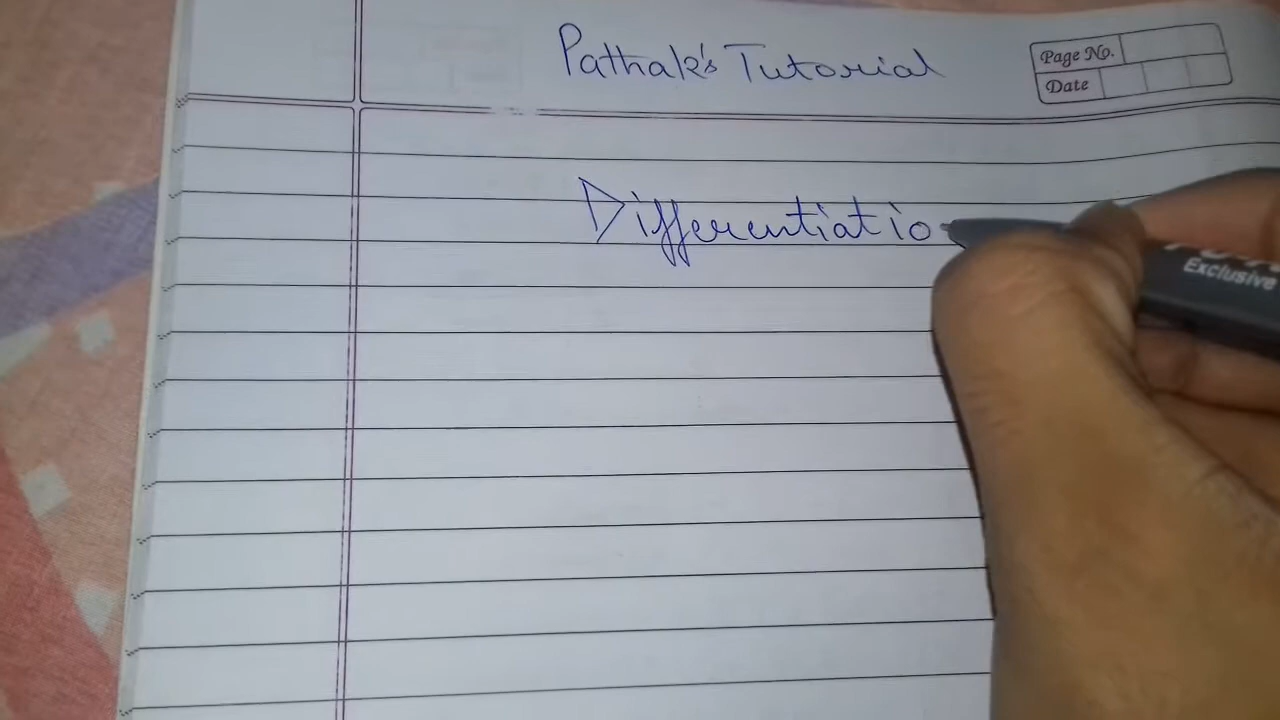 Pathak's Tutorial
Page No.
Date
Differentiatio
Exclusive